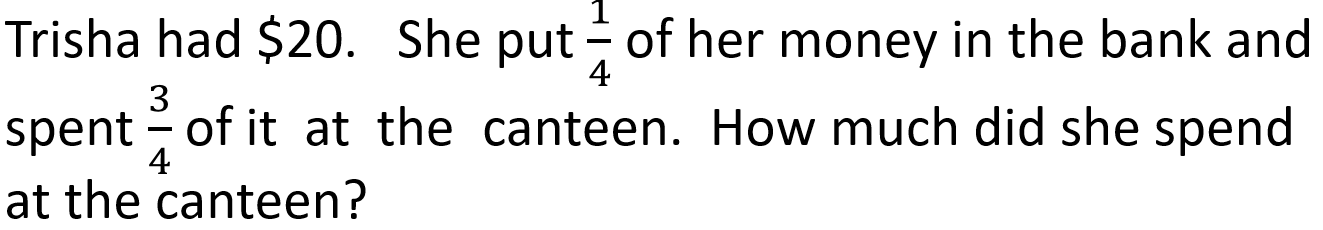 Trisha had $20. She put 1/4 of her money in the bank and
spent 3/4 of it at the canteen. How much did she spend
at the canteen?